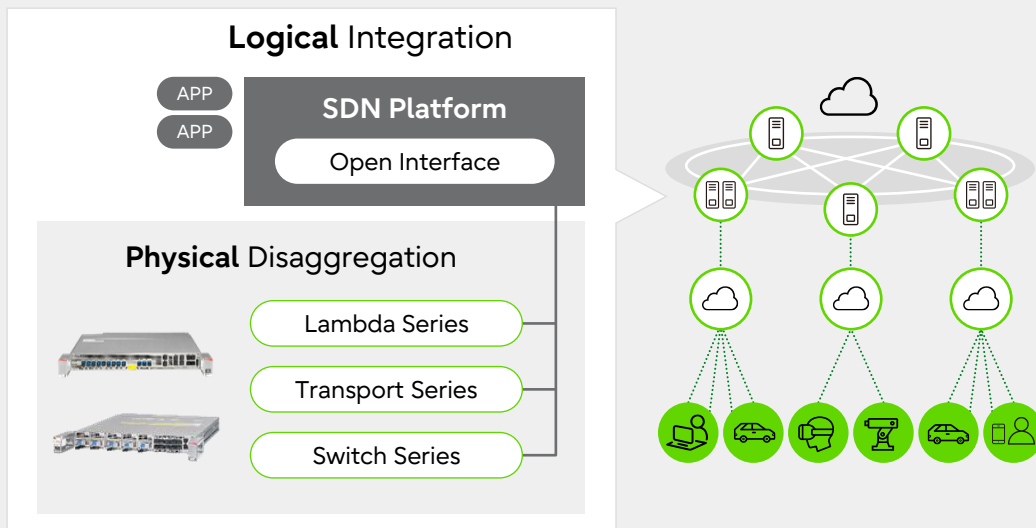 Logical Integration
APP
APP
SDN Platform
Open Interface
Physical Disaggregation
Lambda Series
Transport Series
Switch Series